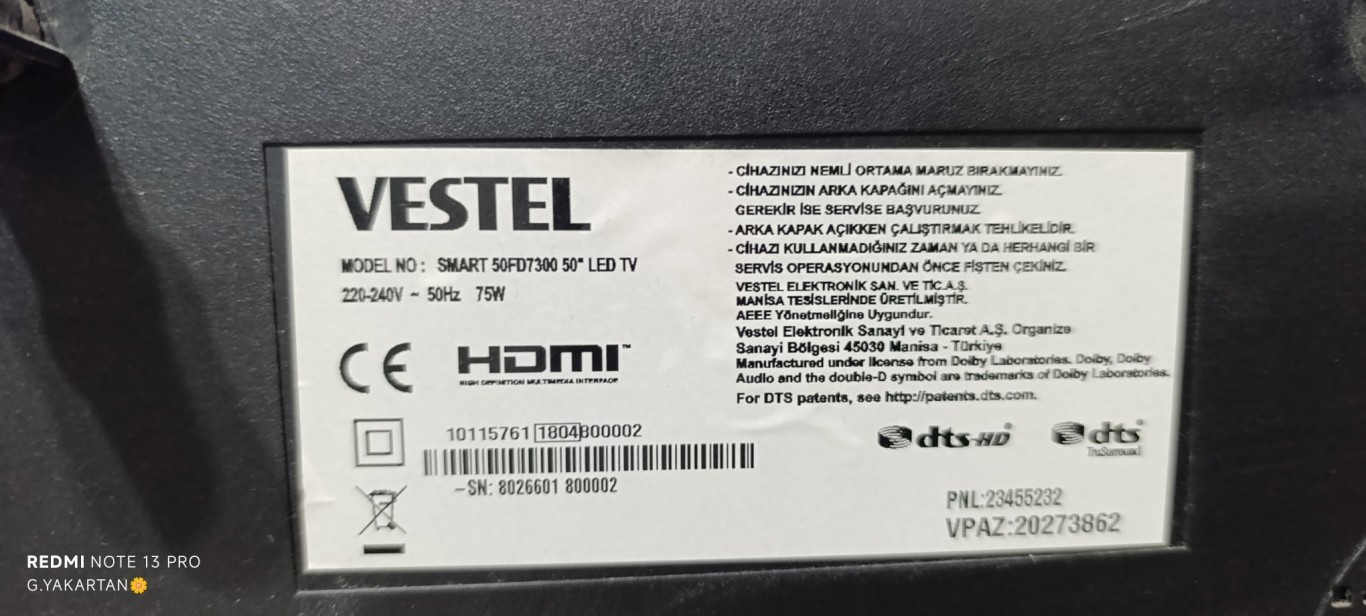 VESTEL
MODEL NO : SMART 50FD7300 50" LED TV
220-240V ~ 50Hz 75W
CE
HDMI™
HIGH DEFINITION MULTIMEDIA INTERFACE
10115761 1804 800002
-SN: 8026601 800002
- CİHAZINIZI NEMLİ ORTAMA MARUZ BIRAKMAYINIZ.
- CİHAZINIZIN ARKA KAPAĞINI AÇMAYINIZ.
GEREKİR İSE SERVİSE BAŞVURUNUZ.
- ARKA KAPAK AÇIKKEN ÇALIŞTIRMAK TEHLİKELİDİR.
- CİHAZI KULLANMADIĞINIZ ZAMAN YA DA HERHANGİ BİR
SERVİS OPERASYONUNDAN ÖNCE FİŞTEN ÇEKİNİZ.
VESTEL ELEKTRONİK SAN. VE TİC.A.Ş.
MANİSA TESİSLERİNDE ÜRETİLMİŞTİR.
AEEE Yönetmeliğine Uygundur.
Vestel Elektronik Sanayi ve Ticaret A.Ş. Organize
Sanayi Bölgesi 45030 Manisa - Türkiye
Manufactured under license from Dolby Laboratories. Dolby, Dolby
Audio and the double-D symbol are trademarks of Dolby Laboratories.
For DTS patents, see http://patents.dts.com.
dts-HD®
dts®
TruSurround
PNL:23455232
VPAZ:20273862
REDMI NOTE 13 PRO
G.YAKARTAN🌼